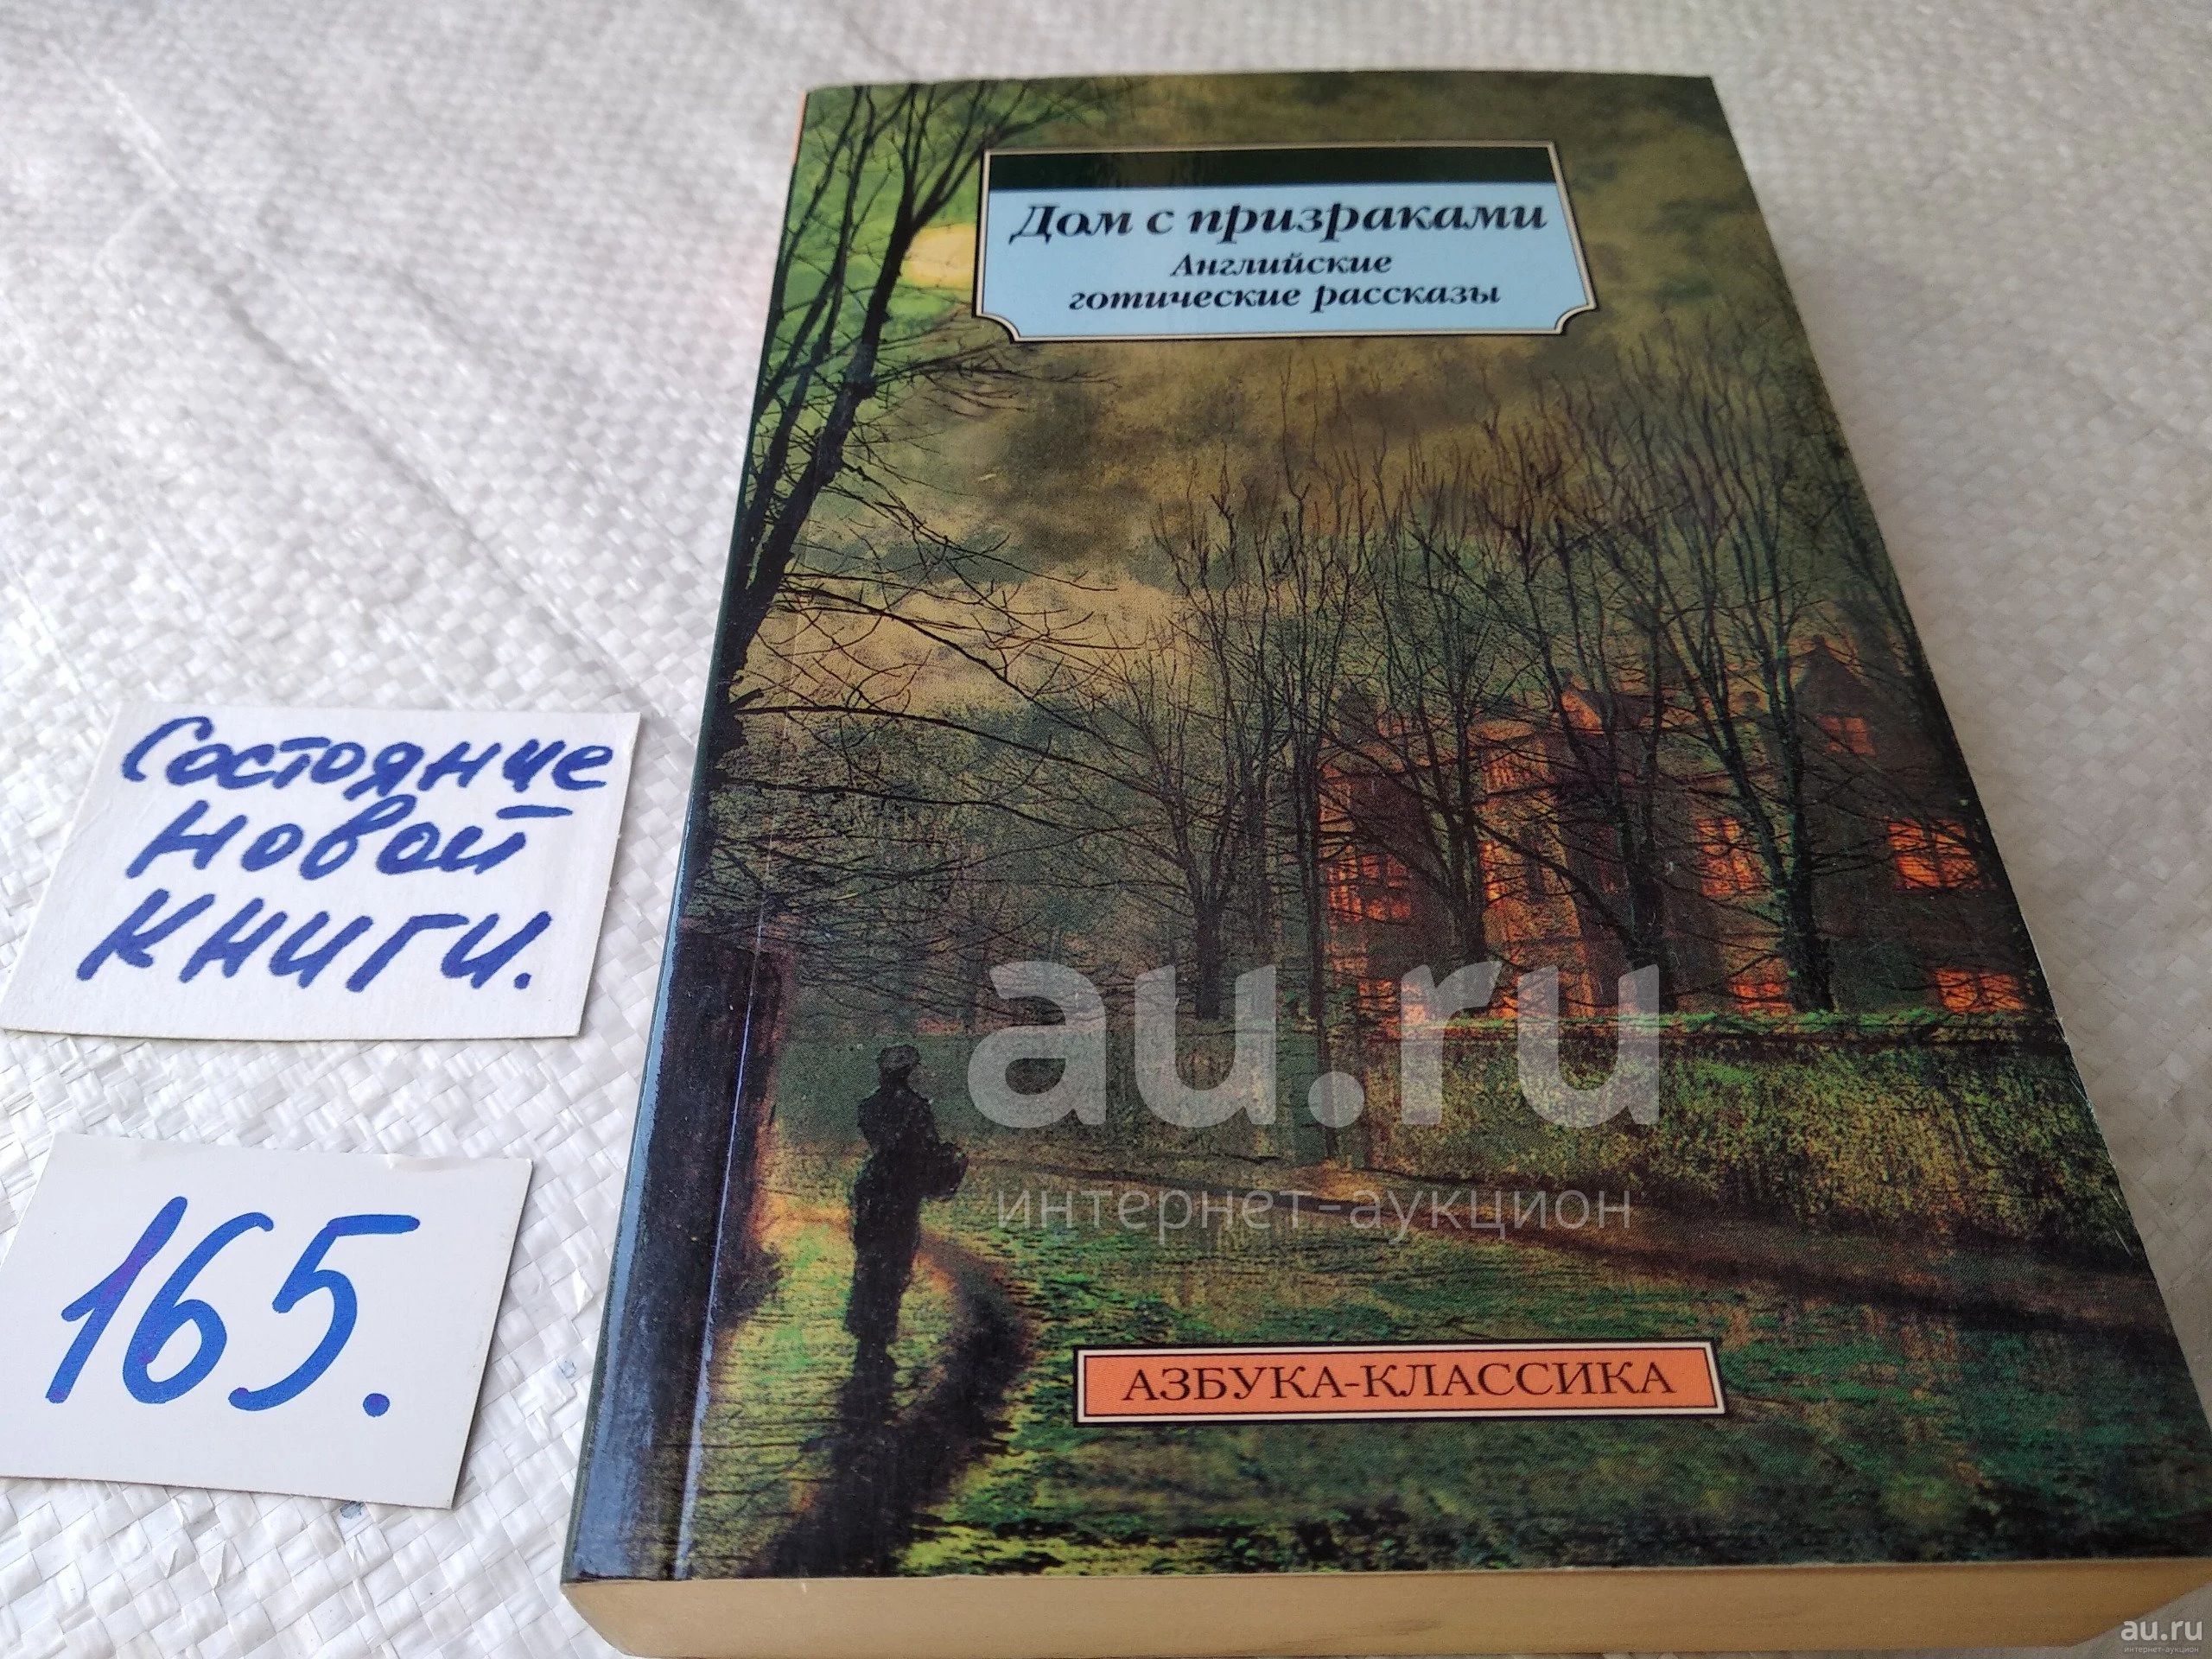 Дом с призраками
Английские
готические рассказы
Состояние
новой
книги.
165.
au.ru
интернет-аукцион
АЗБУКА-КЛАССИКА
au.ru
интернет-аукцион